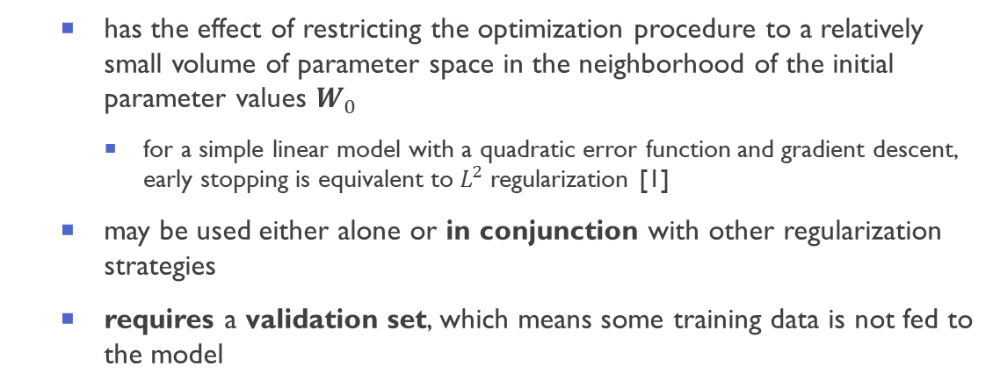 ▪ has the effect of restricting the optimization procedure to a relatively
small volume of parameter space in the neighborhood of the initial
parameter values W₀
▪ for a simple linear model with a quadratic error function and gradient descent,
early stopping is equivalent to L² regularization [1]
▪ may be used either alone or in conjunction with other regularization
strategies
▪ requires a validation set, which means some training data is not fed to
the model